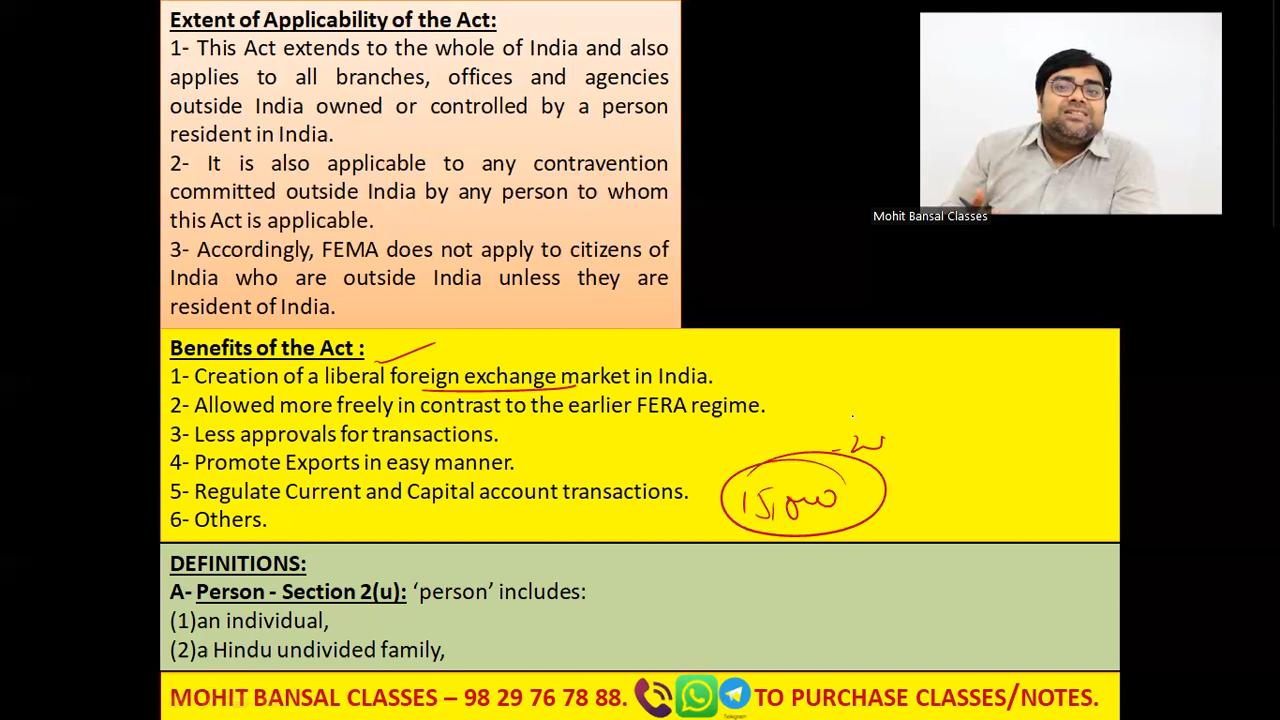 Extent of Applicability of the Act:
1- This Act extends to the whole of India and also
applies to all branches, offices and agencies
outside India owned or controlled by a person
resident in India.
2- It is also applicable to any contravention
committed outside India by any person to whom
this Act is applicable.
3- Accordingly, FEMA does not apply to citizens of
India who are outside India unless they are
resident of India.
Mohit Bansal Classes
Benefits of the Act :
1- Creation of a liberal foreign exchange market in India.
2- Allowed more freely in contrast to the earlier FERA regime.
3- Less approvals for transactions.
4- Promote Exports in easy manner.
5- Regulate Current and Capital account transactions.
6- Others.
DEFINITIONS:
A- Person - Section 2(u): ‘person’ includes:
(1)an individual,
(2)a Hindu undivided family,
MOHIT BANSAL CLASSES – 98 29 76 78 88. TO PURCHASE CLASSES/NOTES.
Telegram